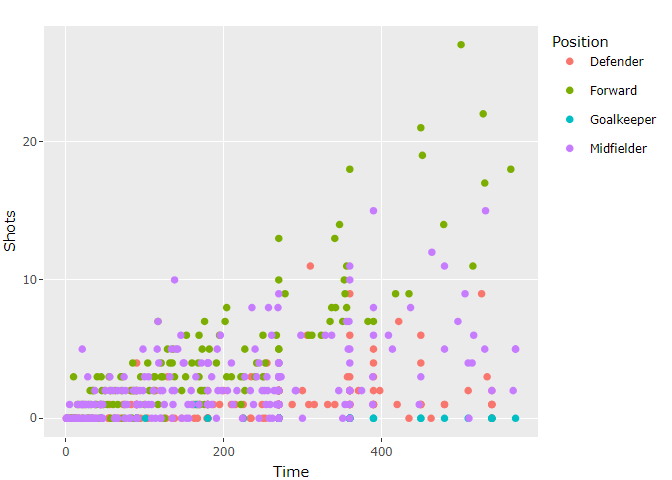 Position
Defender
Forward
Goalkeeper
Midfielder
20
10
0
Shots
0
200
400
Time